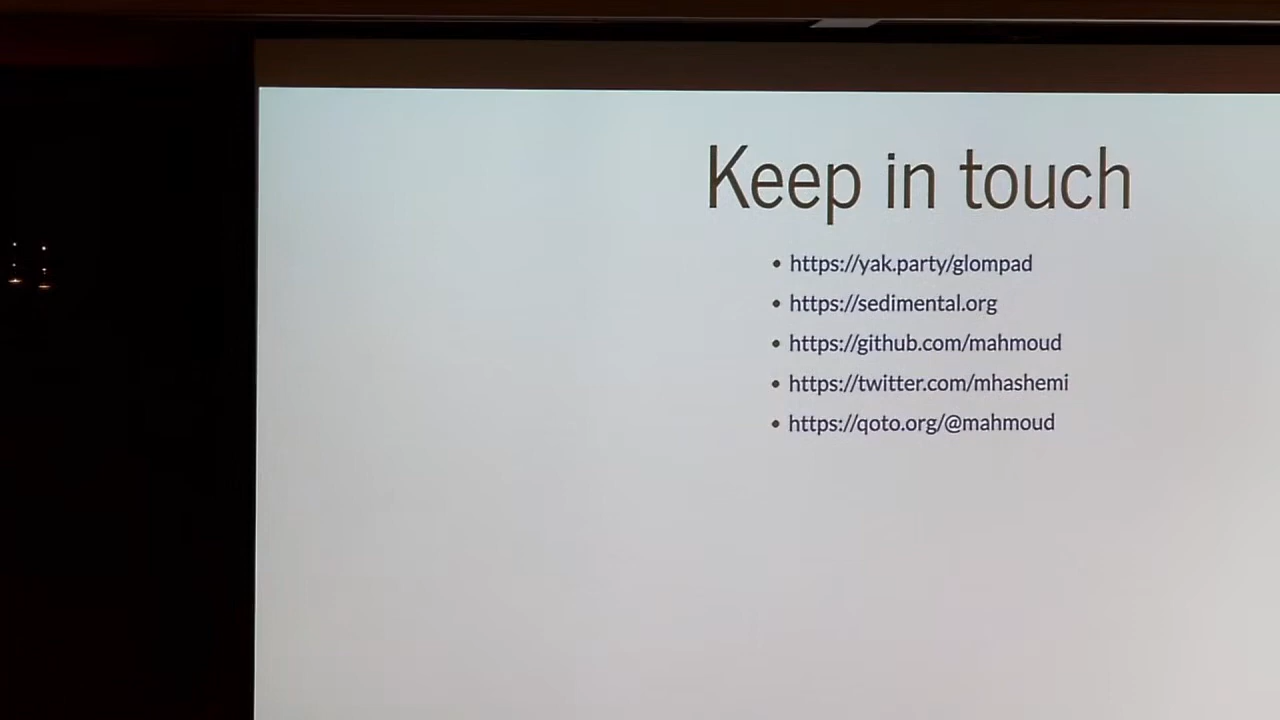 Keep in touch
• https://yak.party/glompad
• https://sedimental.org
• https://github.com/mahmoud
• https://twitter.com/mhashemi
• https://qoto.org/@mahmoud